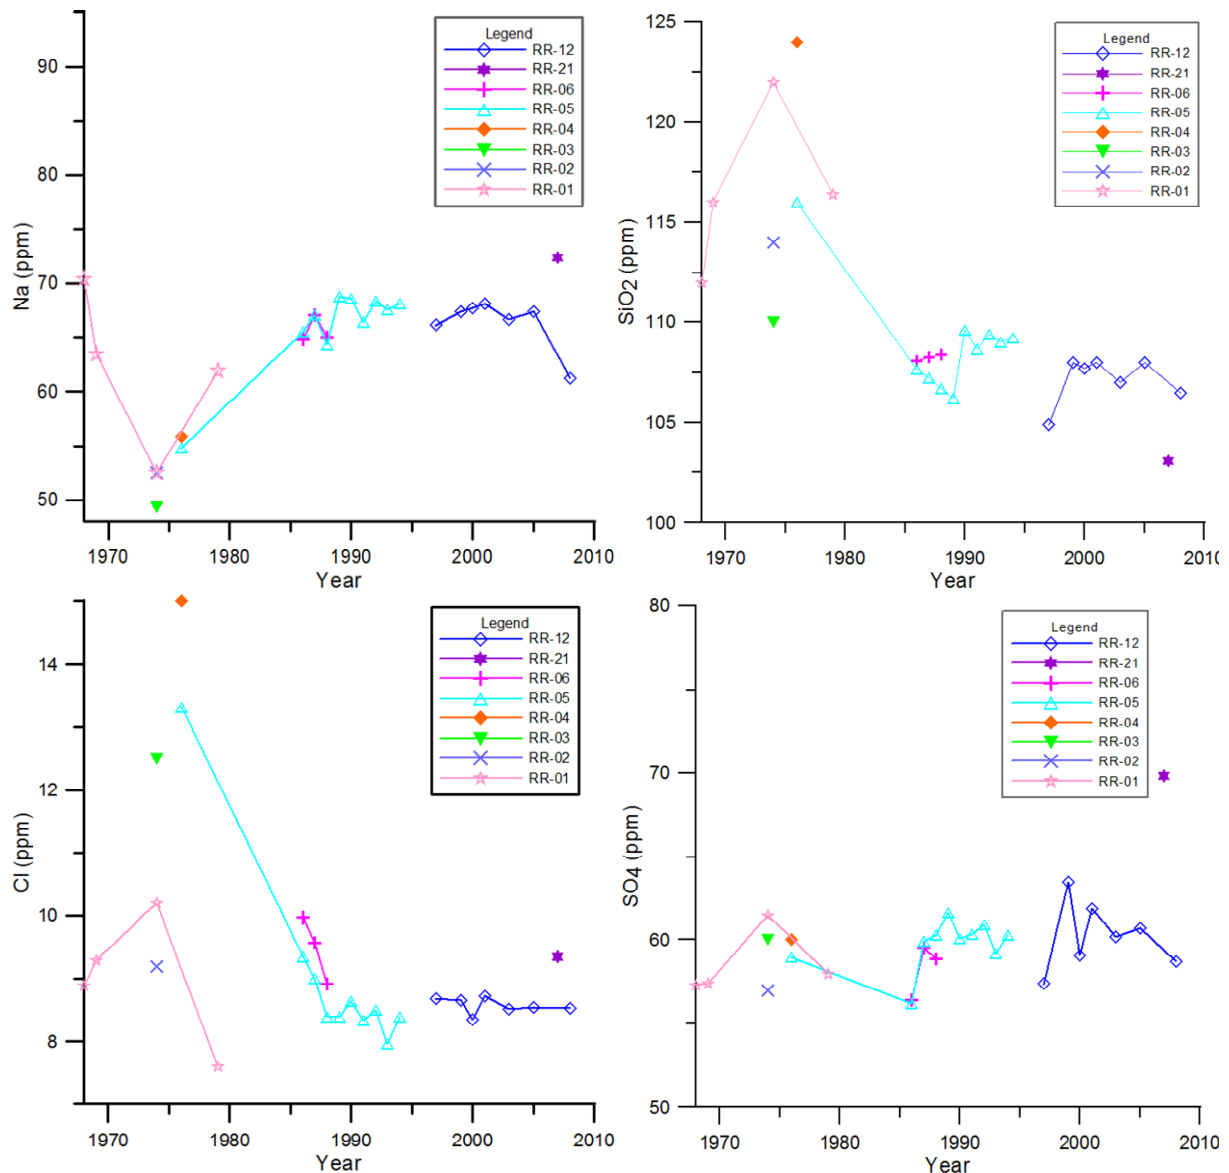 Na (ppm)
90
80
70
60
50
1970
1980
1990
2000
2010
Year
Legend
RR-12
RR-21
RR-06
RR-05
RR-04
RR-03
RR-02
RR-01
SiO2 (ppm)
125
120
115
110
105
100
1970
1980
1990
2000
2010
Year
Legend
RR-12
RR-21
RR-06
RR-05
RR-04
RR-03
RR-02
RR-01
Cl (ppm)
14
12
10
8
1970
1980
1990
2000
2010
Year
Legend
RR-12
RR-21
RR-06
RR-05
RR-04
RR-03
RR-02
RR-01
SO4 (ppm)
80
70
60
50
1970
1980
1990
2000
2010
Year
Legend
RR-12
RR-21
RR-06
RR-05
RR-04
RR-03
RR-02
RR-01